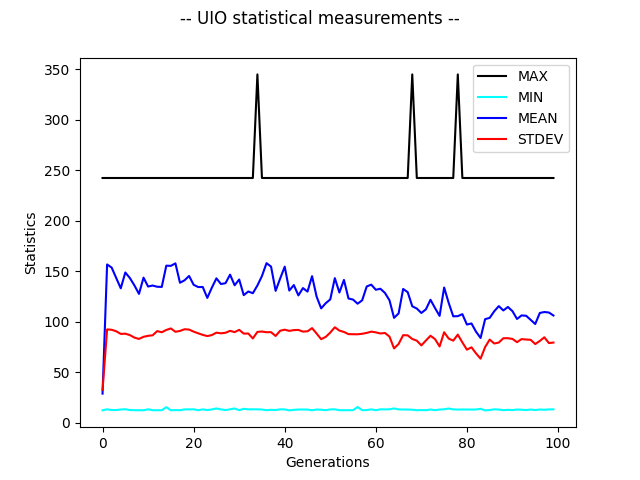 -- UIO statistical measurements --
350
300
250
200
150
100
50
0
Statistics
MAX
MIN
MEAN
STDEV
0 20 40 60 80 100
Generations